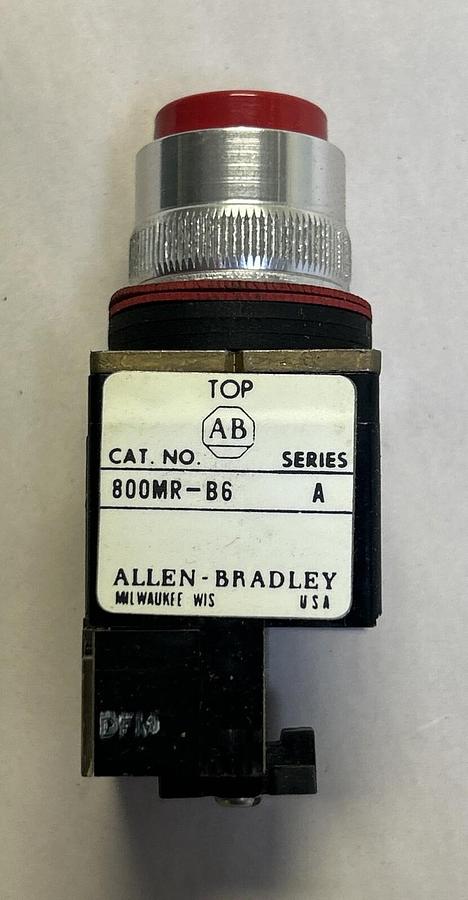 TOP
AB
CAT. NO. SERIES
800MR-B6 A
ALLEN-BRADLEY
MILWAUKEE WIS USA